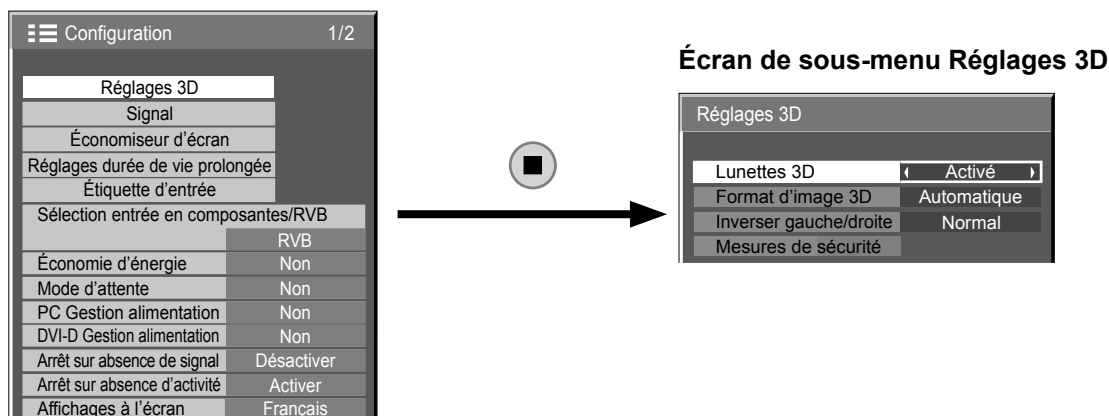 Configuration 1/2
Réglages 3D
Signal
Économiseur d'écran
Réglages durée de vie prolongée
Étiquette d'entrée
Sélection entrée en composantes/RVB
RVB
Économie d'énergie Non
Mode d'attente Non
PC Gestion alimentation Non
DVI-D Gestion alimentation Non
Arrêt sur absence de signal Désactiver
Arrêt sur absence d'activité Activer
Affichages à l'écran Français
Écran de sous-menu Réglages 3D
Réglages 3D
Lunettes 3D Activé
Format d'image 3D Automatique
Inverser gauche/droite Normal
Mesures de sécurité